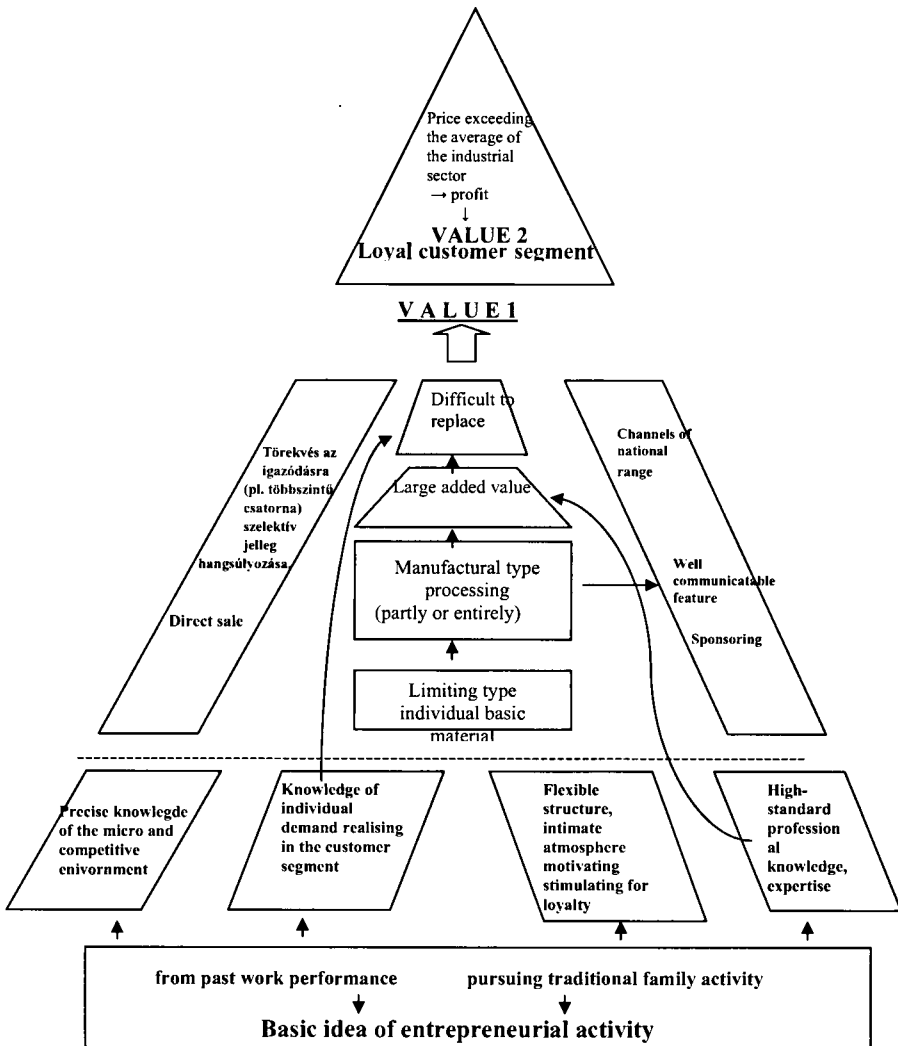 Price exceeding
the average of
the industrial
sector
→ profit
↓
VALUE 2
Loyal customer segment
VALUE1
Difficult to
replace
Törekvés az
igazódásra
(pl. többszintű
csatorna)
szelektív
jelleg
hangsúlyozása
Direct sale
Large added value
Manufactural type
processing
(partly or entirely)
Limiting type
individual basic
material
Channels of
national
range
Well
communicatable
feature
Sponsoring
Precise knowlegde
of the micro and
competitive
enivornment
Knowledge of
individual
demand realising
in the customer
segment
Flexible
structure,
intimate
atmosphere
motivating
stimulating for
loyalty
High-
standard
profession
al
knowledge,
expertise
from past work performance
pursuing traditional family activity
Basic idea of entrepreneurial activity